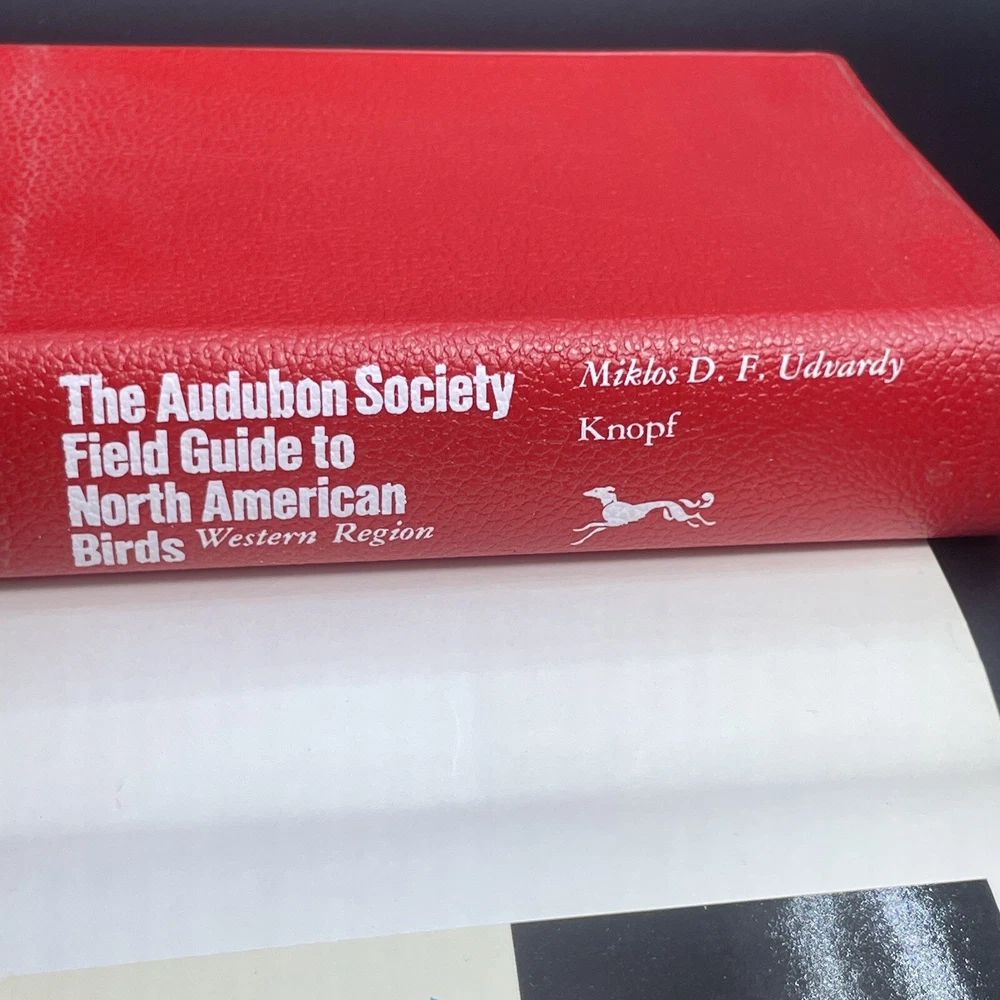 The Audubon Society
Field Guide to
North American
Birds Western Region
Miklos D. F. Udvardy
Knopf